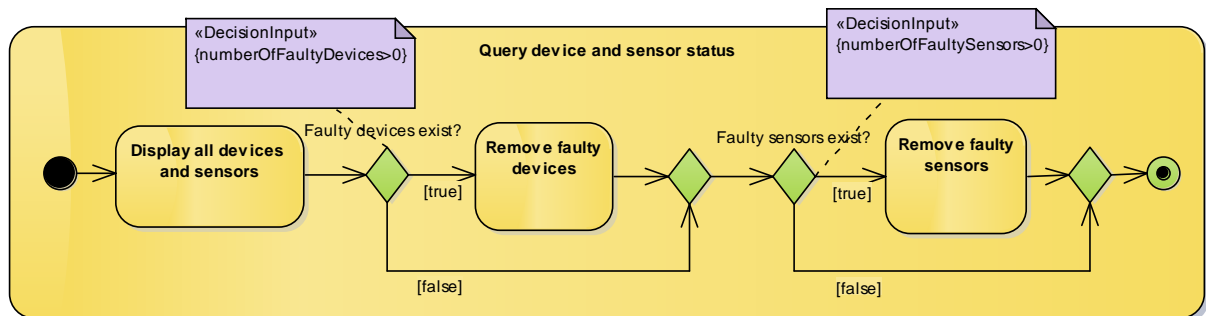 «DecisionInput»
{numberOfFaultyDevices>0}
Query device and sensor status
«DecisionInput»
{numberOfFaultySensors>0}
Display all devices
and sensors
Faulty devices exist?
[true]
[false]
Remove faulty
devices
Faulty sensors exist?
[true]
[false]
Remove faulty
sensors